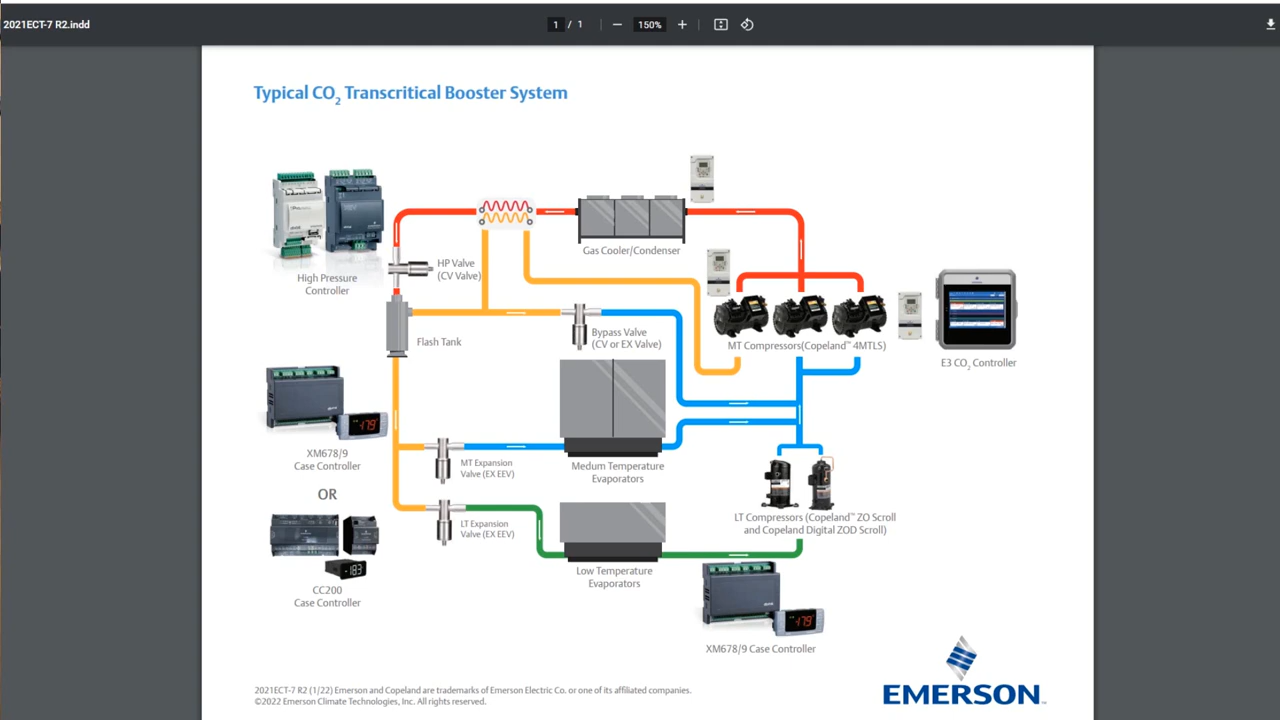 2021ECT-7 R2.indd
1 / 1
150%
Typical CO2 Transcritical Booster System
High Pressure
Controller
HP Valve
(CV Valve)
Gas Cooler/Condenser
Flash Tank
Bypass Valve
(CV or EX Valve)
MT Compressors(Copeland™ 4MTLS)
E3 CO2 Controller
XM678/9
Case Controller
MT Expansion
Valve (EX EEV)
Medum Temperature
Evaporators
OR
LT Expansion
Valve (EX EEV)
LT Compressors (Copeland™ ZO Scroll
and Copeland Digital ZOD Scroll)
Low Temperature
Evaporators
CC200
Case Controller
XM678/9 Case Controller
EMERSON™
2021ECT-7 R2 (1/22) Emerson and Copeland are trademarks of Emerson Electric Co. or one of its affiliated companies.
©2022 Emerson Climate Technologies, Inc. All rights reserved.